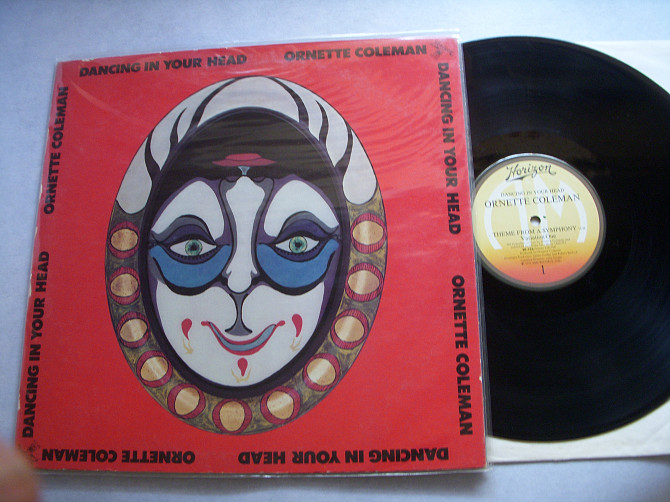 DANCING IN YOUR HEAD
ORNETTE COLEMAN
DANCING IN YOUR HEAD
ORNETTE COLEMAN
DANCING IN YOUR HEAD
ORNETTE COLEMAN
DANCING IN YOUR HEAD
ORNETTE COLEMAN
Horizon
DANCING IN YOUR HEAD
ORNETTE COLEMAN
THEME FROM A SYMPHONY
Variation One
1